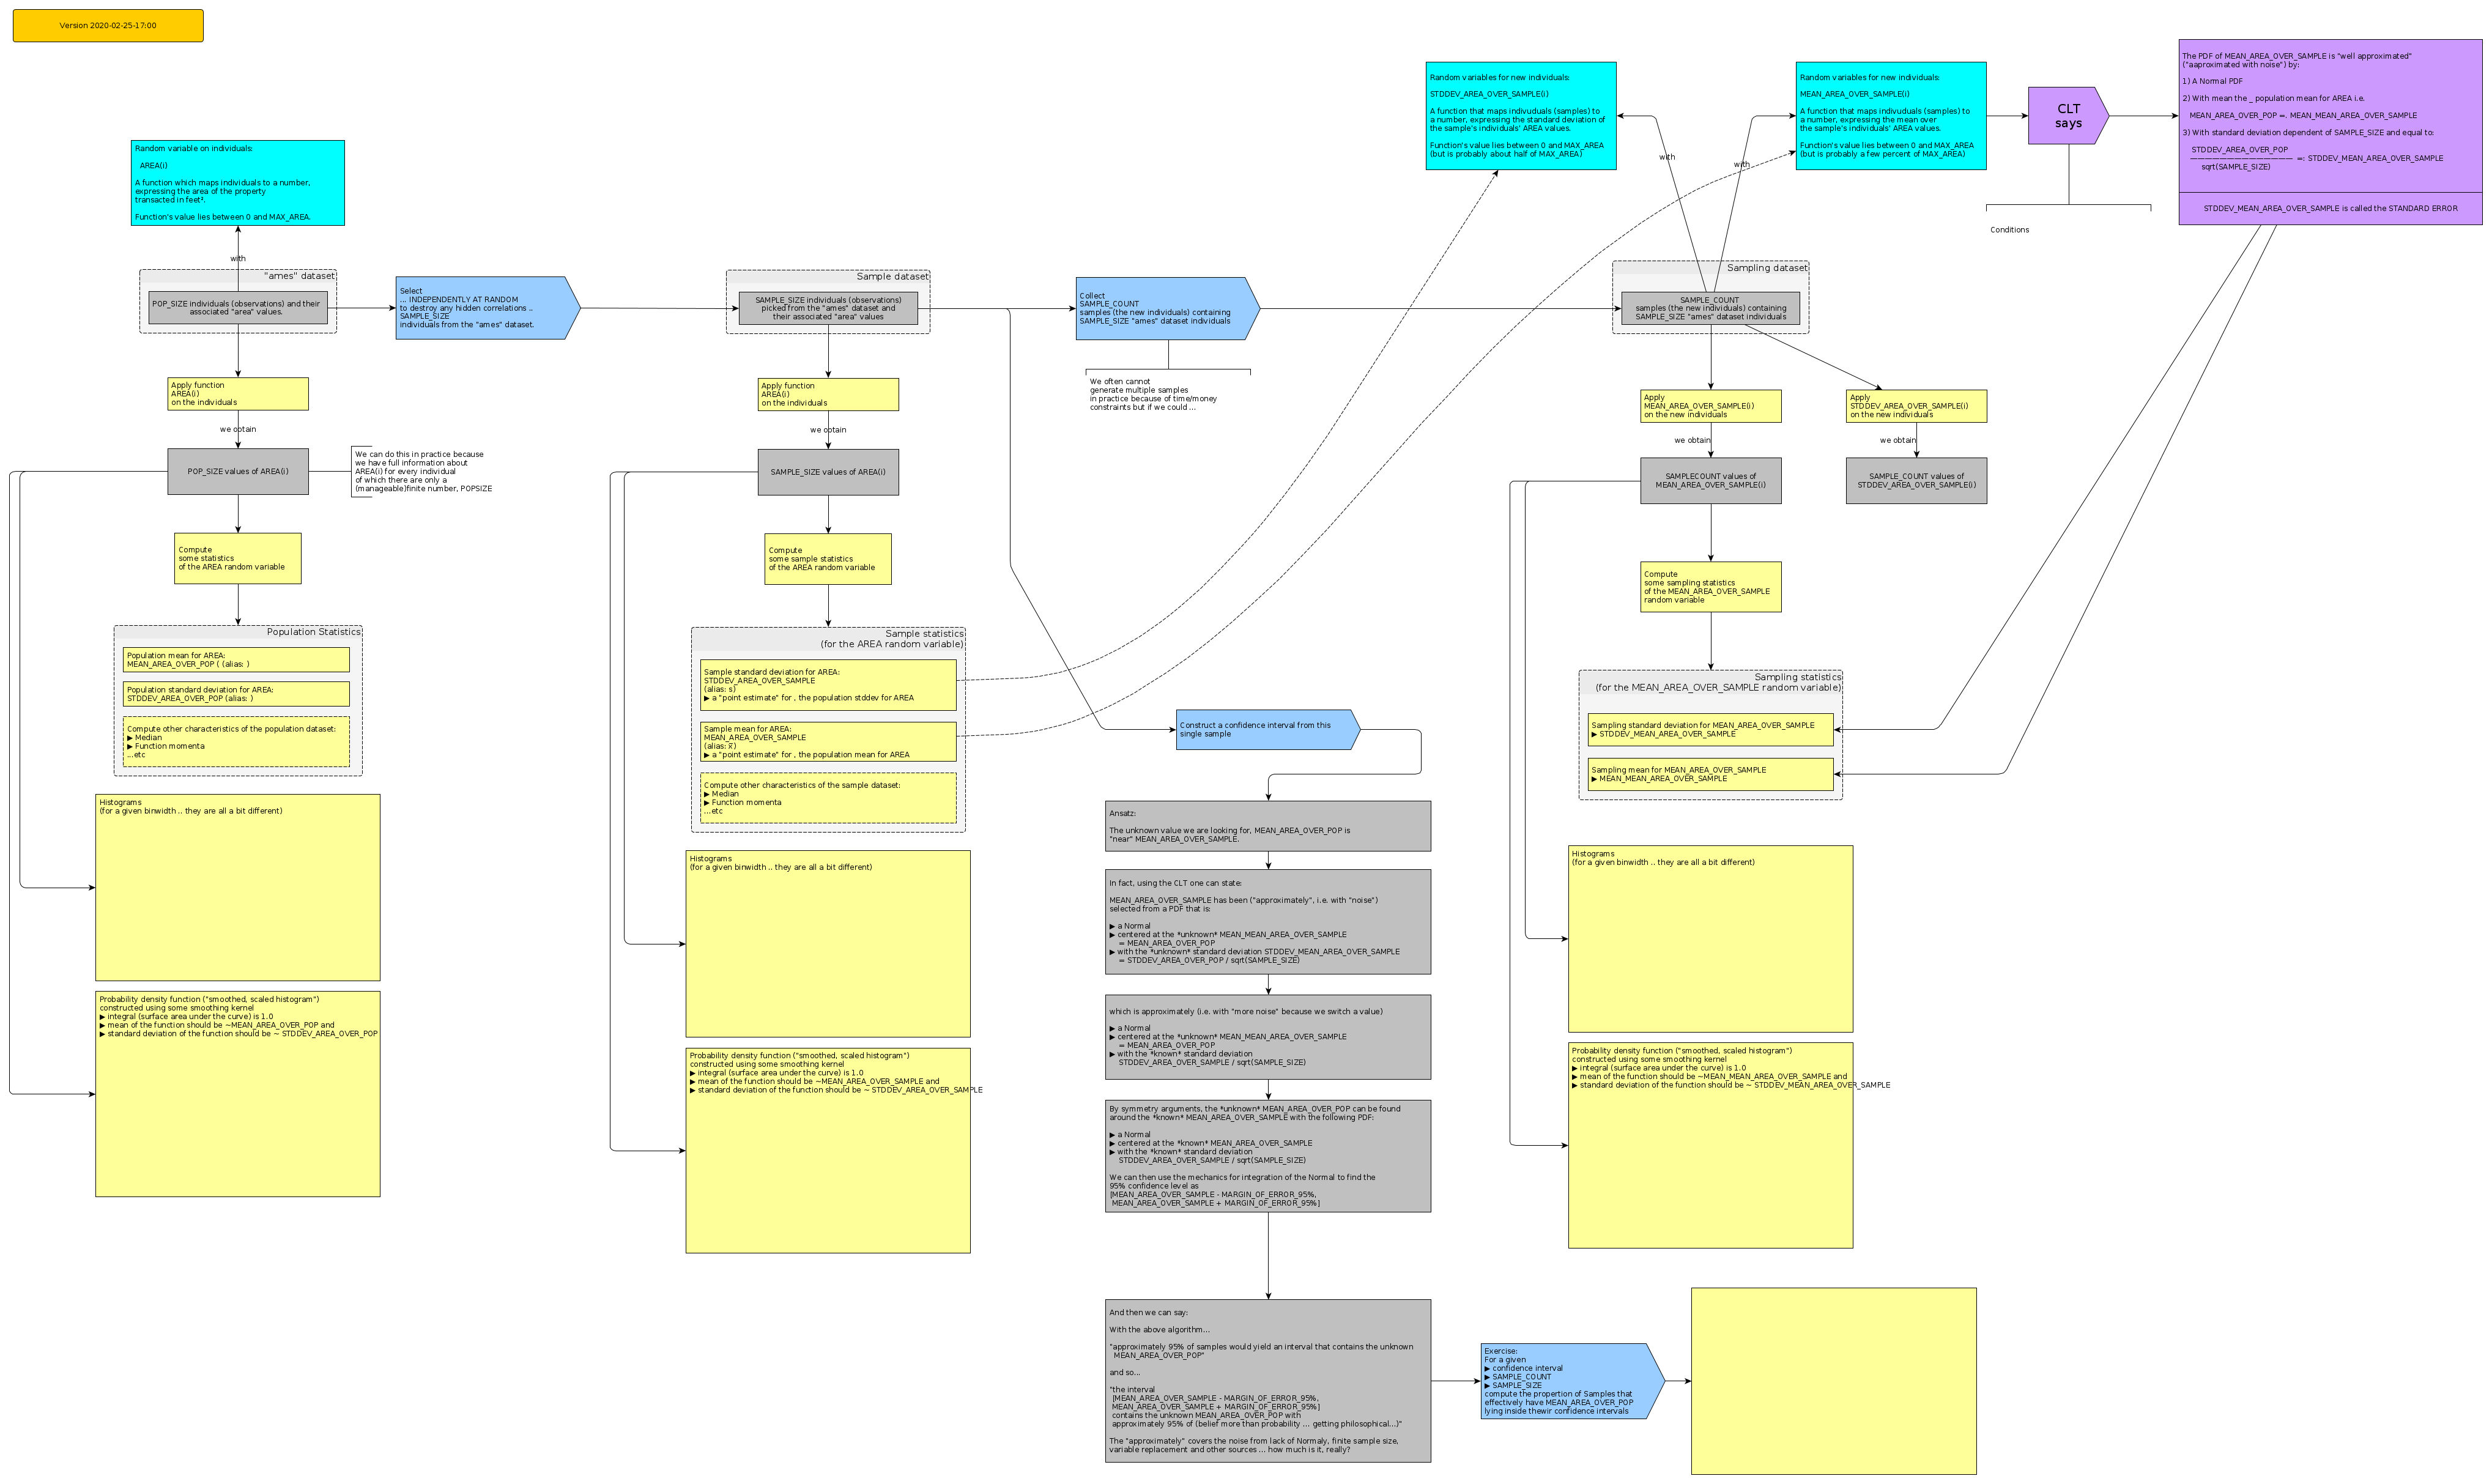 Version 2020-02-25-17:00
Random variable on individuals:
AREA(i)
A function which maps individuals to a number,
expressing the area of the property
transacted in feet².
Function's value lies between 0 and MAX_AREA.
with
"ames" dataset
POP_SIZE individuals (observations) and their
associated "area" values.
Select
... INDEPENDENTLY AT RANDOM
to destroy any hidden correlations ..
SAMPLE_SIZE
individuals from the "ames" dataset.
Apply function
AREA(i)
on the individuals
we obtain
POP_SIZE values of AREA(i)
We can do this in practice because
we have full information about
AREA(i) for every individual
of which there are only a
(manageable)finite number, POPSIZE
Compute
some statistics
of the AREA random variable
Population Statistics
Population mean for AREA:
MEAN_AREA_OVER_POP ( (alias: )
Population standard deviation for AREA:
STDDEV_AREA_OVER_POP (alias: )
Compute other characteristics of the population dataset:
▶ Median
▶ Function momenta
...etc
Histograms
(for a given binwidth .. they are all a bit different)
Probability density function ("smoothed, scaled histogram")
constructed using some smoothing kernel
▶ integral (surface area under the curve) is 1.0
▶ mean of the function should be ~MEAN_AREA_OVER_POP and
▶ standard deviation of the function should be ~ STDDEV_AREA_OVER_POP
Sample dataset
SAMPLE_SIZE individuals (observations)
picked from the "ames" dataset and
their associated "area" values
Apply function
AREA(i)
on the individuals
we obtain
SAMPLE_SIZE values of AREA(i)
Compute
some sample statistics
of the AREA random variable
Sample statistics
(for the AREA random variable)
Sample standard deviation for AREA:
STDDEV_AREA_OVER_SAMPLE
(alias: s)
▶ a "point estimate" for , the population stddev for AREA
Sample mean for AREA:
MEAN_AREA_OVER_SAMPLE
(alias: x̅)
▶ a "point estimate" for , the population mean for AREA
Compute other characteristics of the sample dataset:
▶ Median
▶ Function momenta
...etc
Histograms
(for a given binwidth .. they are all a bit different)
Probability density function ("smoothed, scaled histogram")
constructed using some smoothing kernel
▶ integral (surface area under the curve) is 1.0
▶ mean of the function should be ~MEAN_AREA_OVER_SAMPLE and
▶ standard deviation of the function should be ~ STDDEV_AREA_OVER_SAMPLE
Collect
SAMPLE_COUNT
samples (the new individuals) containing
SAMPLE_SIZE "ames" dataset individuals
We often cannot
generate multiple samples
in practice because of time/money
constraints but if we could ...
Construct a confidence interval from this
single sample
Ansatz:
The unknown value we are looking for, MEAN_AREA_OVER_POP is
"near" MEAN_AREA_OVER_SAMPLE.
In fact, using the CLT one can state:
MEAN_AREA_OVER_SAMPLE has been ("approximately", i.e. with "noise")
selected from a PDF that is:
▶ a Normal
▶ centered at the *unknown* MEAN_MEAN_AREA_OVER_SAMPLE
= MEAN_AREA_OVER_POP
▶ with the *unknown* standard deviation STDDEV_MEAN_AREA_OVER_SAMPLE
= STDDEV_AREA_OVER_POP / sqrt(SAMPLE_SIZE)
which is approximately (i.e. with "more noise" because we switch a value)
▶ a Normal
▶ centered at the *unknown* MEAN_MEAN_AREA_OVER_SAMPLE
= MEAN_AREA_OVER_POP
▶ with the *known* standard deviation
STDDEV_AREA_OVER_SAMPLE / sqrt(SAMPLE_SIZE)
By symmetry arguments, the *unknown* MEAN_AREA_OVER_POP can be found
around the *known* MEAN_AREA_OVER_SAMPLE with the following PDF:
▶ a Normal
▶ centered at the *known* MEAN_AREA_OVER_SAMPLE
▶ with the *known* standard deviation
STDDEV_AREA_OVER_SAMPLE / sqrt(SAMPLE_SIZE)
We can then use the mechanics for integration of the Normal to find the
95% confidence level as
[MEAN_AREA_OVER_SAMPLE - MARGIN_OF_ERROR_95%,
MEAN_AREA_OVER_SAMPLE + MARGIN_OF_ERROR_95%]
And then we can say:
With the above algorithm...
"approximately 95% of samples would yield an interval that contains the unknown
MEAN_AREA_OVER_POP"
and so...
"the interval
[MEAN_AREA_OVER_SAMPLE - MARGIN_OF_ERROR_95%,
MEAN_AREA_OVER_SAMPLE + MARGIN_OF_ERROR_95%]
contains the unknown MEAN_AREA_OVER_POP with
approximately 95% of (belief more than probability ... getting philosophical...)"
The "approximately" covers the noise from lack of Normaly, finite sample size,
variable replacement and other sources ... how much is it, really?
Exercise:
For a given
▶ confidence interval
▶ SAMPLE_COUNT
▶ SAMPLE_SIZE
compute the propertion of Samples that
effectively have MEAN_AREA_OVER_POP
lying inside thewir confidence intervals
Random variables for new individuals:
STDDEV_AREA_OVER_SAMPLE(i)
A function that maps indivuduals (samples) to
a number, expressing the standard deviation of
the sample's individuals' AREA values.
Function's value lies between 0 and MAX_AREA
(but is probably about half of MAX_AREA)
with
Random variables for new individuals:
MEAN_AREA_OVER_SAMPLE(i)
A function that maps indivuduals (samples) to
a number, expressing the mean over
the sample's individuals' AREA values.
Function's value lies between 0 and MAX_AREA
(but is probably a few percent of MAX_AREA)
with
Sampling dataset
SAMPLE_COUNT
samples (the new individuals) containing
SAMPLE_SIZE "ames" dataset individuals
Apply
MEAN_AREA_OVER_SAMPLE(i)
on the new individuals
we obtain
SAMPLECOUNT values of
MEAN_AREA_OVER_SAMPLE(i)
Apply
STDDEV_AREA_OVER_SAMPLE(i)
on the new individuals
we obtain
SAMPLE_COUNT values of
STDDEV_AREA_OVER_SAMPLE(i)
Compute
some sampling statistics
of the MEAN_AREA_OVER_SAMPLE
random variable
Sampling statistics
(for the MEAN_AREA_OVER_SAMPLE random variable)
Sampling standard deviation for MEAN_AREA_OVER_SAMPLE
▶ STDDEV_MEAN_AREA_OVER_SAMPLE
Sampling mean for MEAN_AREA_OVER_SAMPLE
▶ MEAN_MEAN_AREA_OVER_SAMPLE
Histograms
(for a given binwidth .. they are all a bit different)
Probability density function ("smoothed, scaled histogram")
constructed using some smoothing kernel
▶ integral (surface area under the curve) is 1.0
▶ mean of the function should be ~MEAN_MEAN_AREA_OVER_SAMPLE and
▶ standard deviation of the function should be ~ STDDEV_MEAN_AREA_OVER_SAMPLE
CLT
says
Conditions
The PDF of MEAN_AREA_OVER_SAMPLE is "well approximated"
("aaproximated with noise") by:
1) A Normal PDF
2) With mean the _ population mean for AREA i.e.
MEAN_AREA_OVER_POP =. MEAN_MEAN_AREA_OVER_SAMPLE
3) With standard deviation dependent of SAMPLE_SIZE and equal to:
STDDEV_AREA_OVER_POP
——————————————— =: STDDEV_MEAN_AREA_OVER_SAMPLE
sqrt(SAMPLE_SIZE)
STDDEV_MEAN_AREA_OVER_SAMPLE is called the STANDARD ERROR